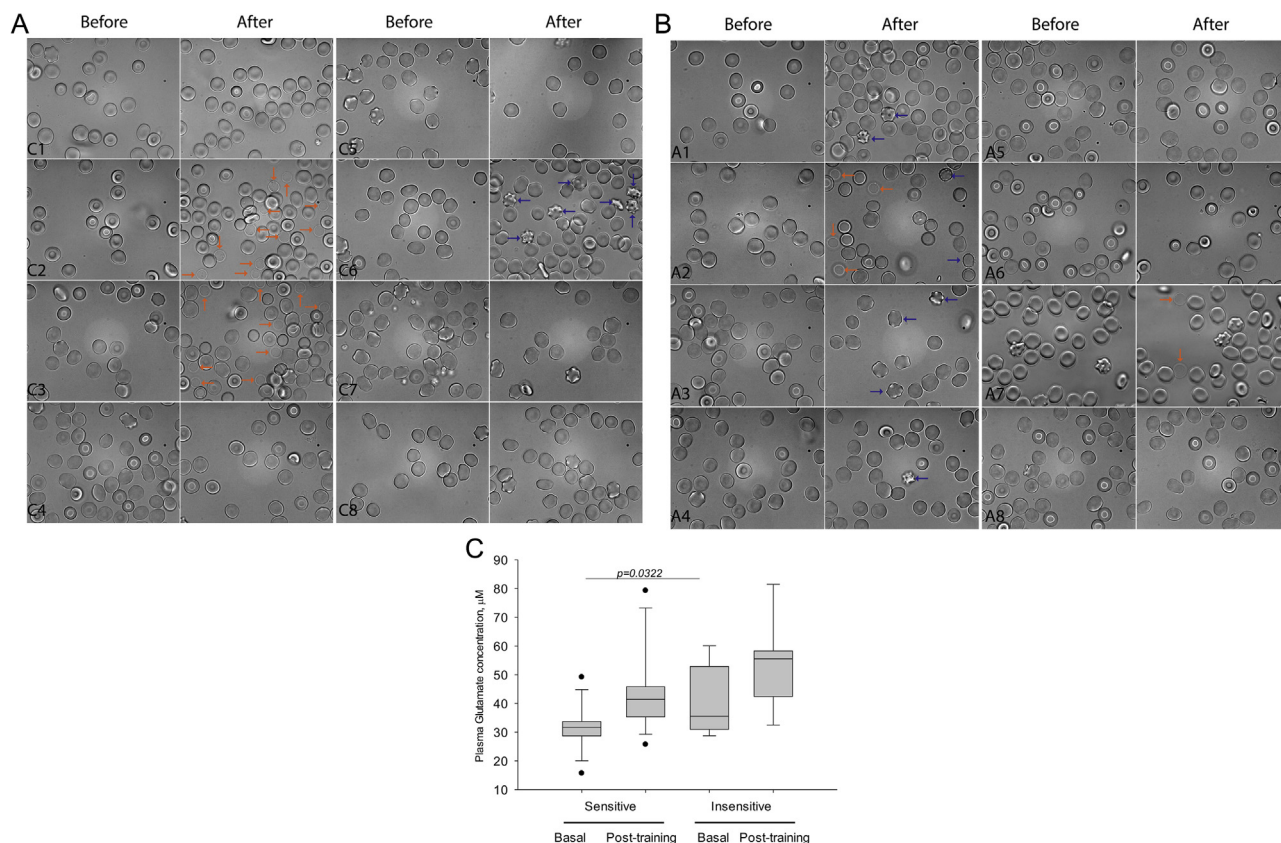 A
Before After Before After
C1 C5
C2 C6
C3 C7
C4 C8
B
Before After Before After
A1 A5
A2 A6
A3 A7
A4 A8
C
Plasma Glutamate concentration, μM
90
80
70
60
50
40
30
20
10
p=0.0322
Sensitive Insensitive
Basal Post-training Basal Post-training